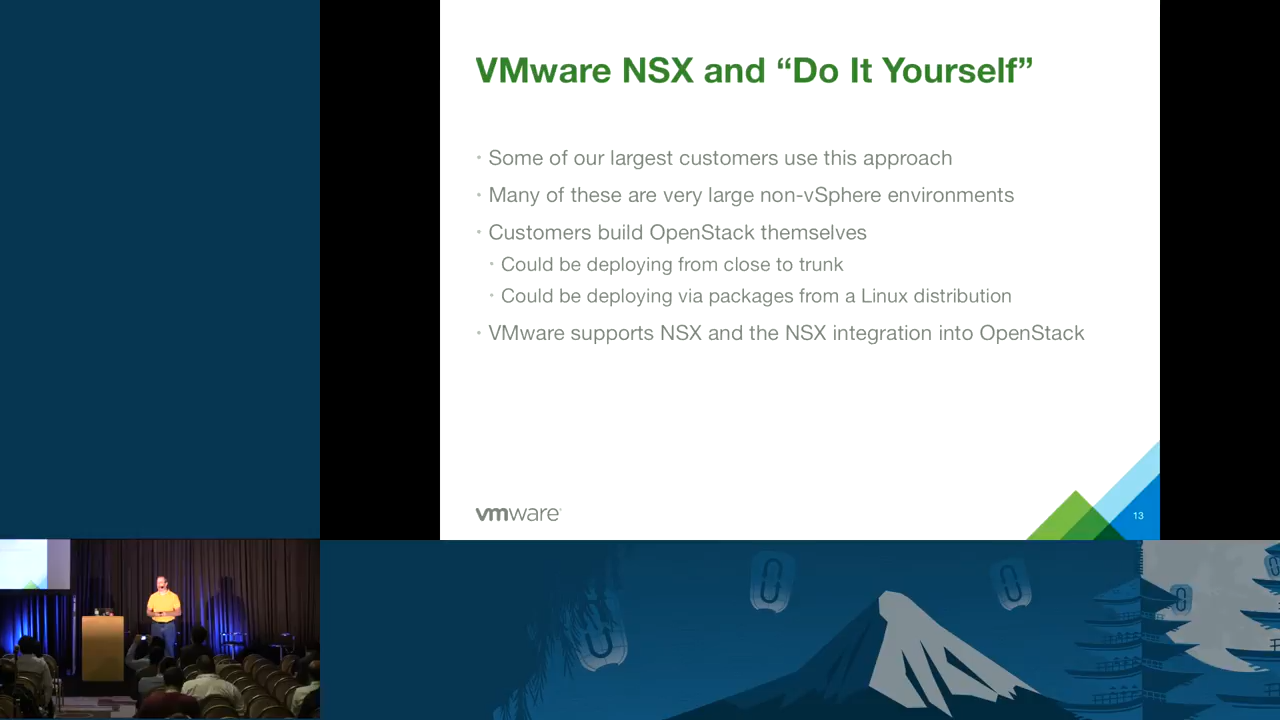 VMware NSX and “Do It Yourself”
• Some of our largest customers use this approach
• Many of these are very large non-vSphere environments
• Customers build OpenStack themselves
• Could be deploying from close to trunk
• Could be deploying via packages from a Linux distribution
• VMware supports NSX and the NSX integration into OpenStack
vmware
13